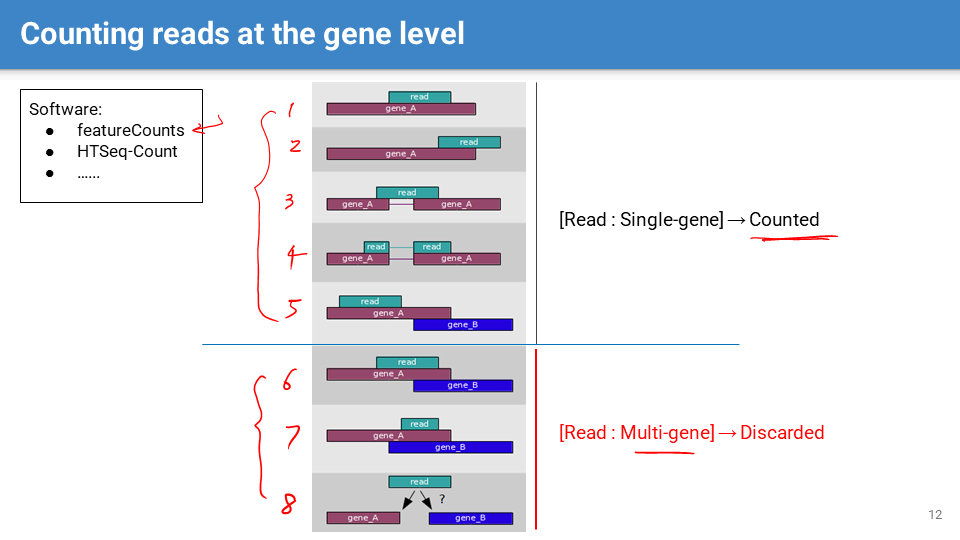 Counting reads at the gene level
Software:
● featureCounts
● HTSeq-Count
● ......
1
read
gene_A
2
read
gene_A
3
read
gene_A gene_A
4
read read
gene_A gene_A
5
read
gene_A
gene_B
[Read : Single-gene]→Counted
6
read
gene_A
gene_B
7
read
gene_A
gene_B
8
read
?
gene_A gene_B
[Read : Multi-gene]→Discarded
12